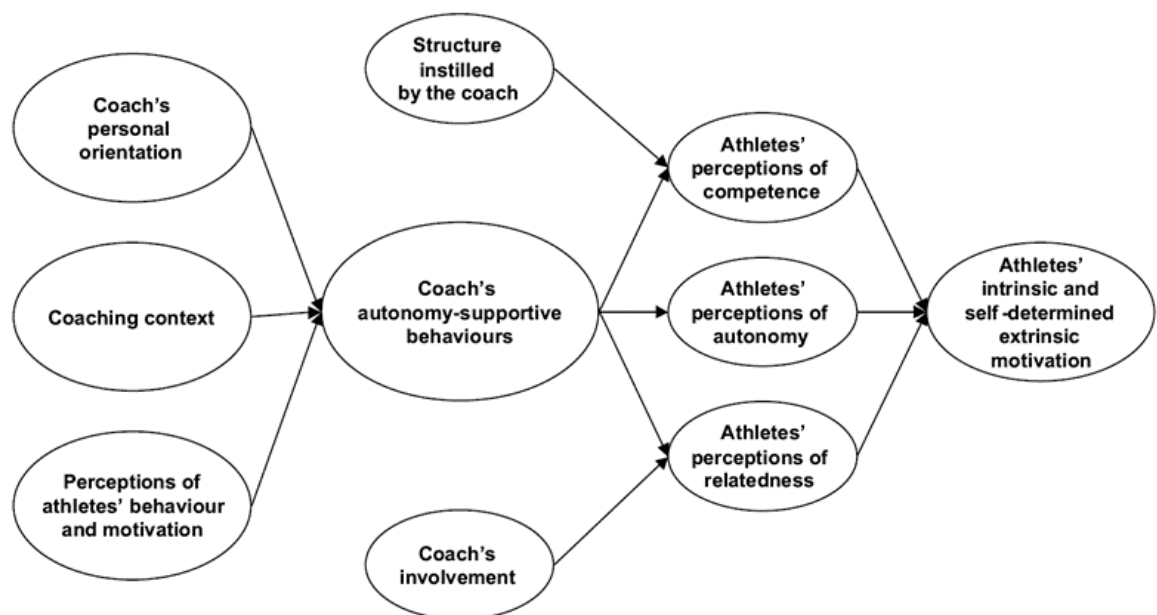 Coach's
personal
orientation
Coaching context
Perceptions of
athletes' behaviour
and motivation
Structure
instilled
by the coach
Coach's
autonomy-supportive
behaviours
Coach's
involvement
Athletes'
perceptions of
competence
Athletes'
perceptions of
autonomy
Athletes'
perceptions of
relatedness
Athletes'
intrinsic and
self -determined
extrinsic
motivation